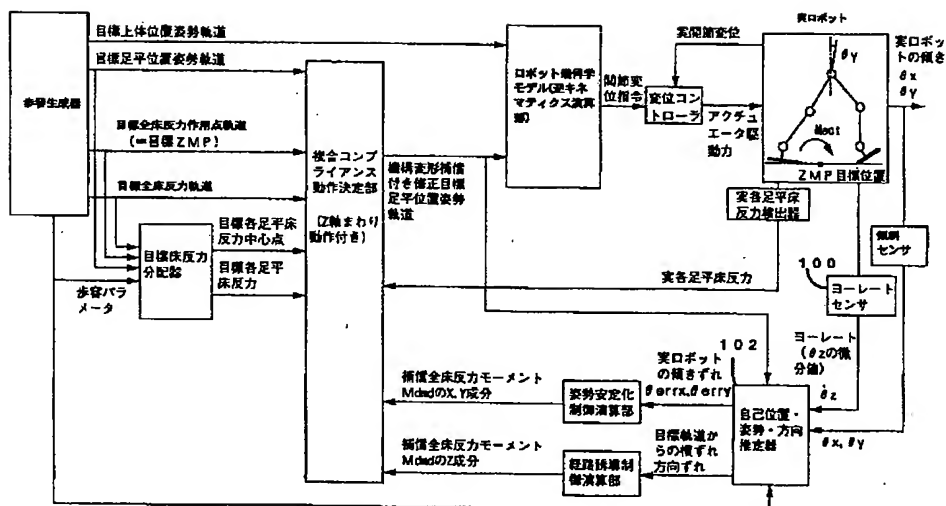 目標上体位置姿勢軌道
目標足平位置姿勢軌道
歩容生成器
目標全床反力作用点軌道
(=目標ZMP)
目標全床反力軌道
目標床反力
分配器
歩容パラ
メータ
目標各足平床
反力中心点
目標各足平
床反力
複合コンプ
ライアンス
動作決定部
(Z軸まわり
動作付き)
機構変形補償
付き修正目標
足平位置姿勢
軌道
ロボット幾何学
モデル(逆キネ
マティクス演算
部)
関節変
位指令
実関節変位
変位コン
トローラ
アクチュ
エータ駆
動力
実ロボット
θy
Mact
ZMP目標位置
実ロボッ
トの傾き
θx
θy
実各足平床
反力検出器
実各足平床反力
傾斜
センサ
100
ヨーレート
センサ
ヨーレート
(θzの微
分値)
θ̇z
θx,θy
102
自己位置・
姿勢・方向
推定器
実ロボット
の傾きずれ
θerrx,θerry
姿勢安定化
制御演算部
補償全床反力モーメント
MdmdのX,Y成分
目標軌道か
らの横ずれ
方向ずれ
経路誘導制
御演算部
補償全床反力モーメント
MdmdのZ成分